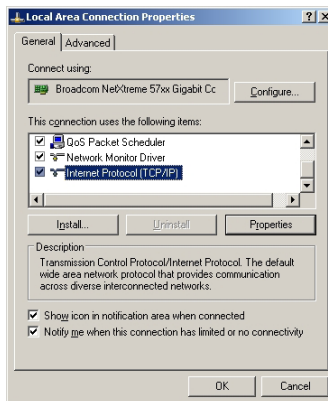 Local Area Connection Properties
General Advanced
Connect using:
Broadcom NetXtreme 57xx Gigabit Cc
Configure...
This connection uses the following items:
QoS Packet Scheduler
Network Monitor Driver
Internet Protocol (TCP/IP)
Install... Uninstall Properties
Description
Transmission Control Protocol/Internet Protocol. The default
wide area network protocol that provides communication
across diverse interconnected networks.
Show icon in notification area when connected
Notify me when this connection has limited or no connectivity
OK Cancel